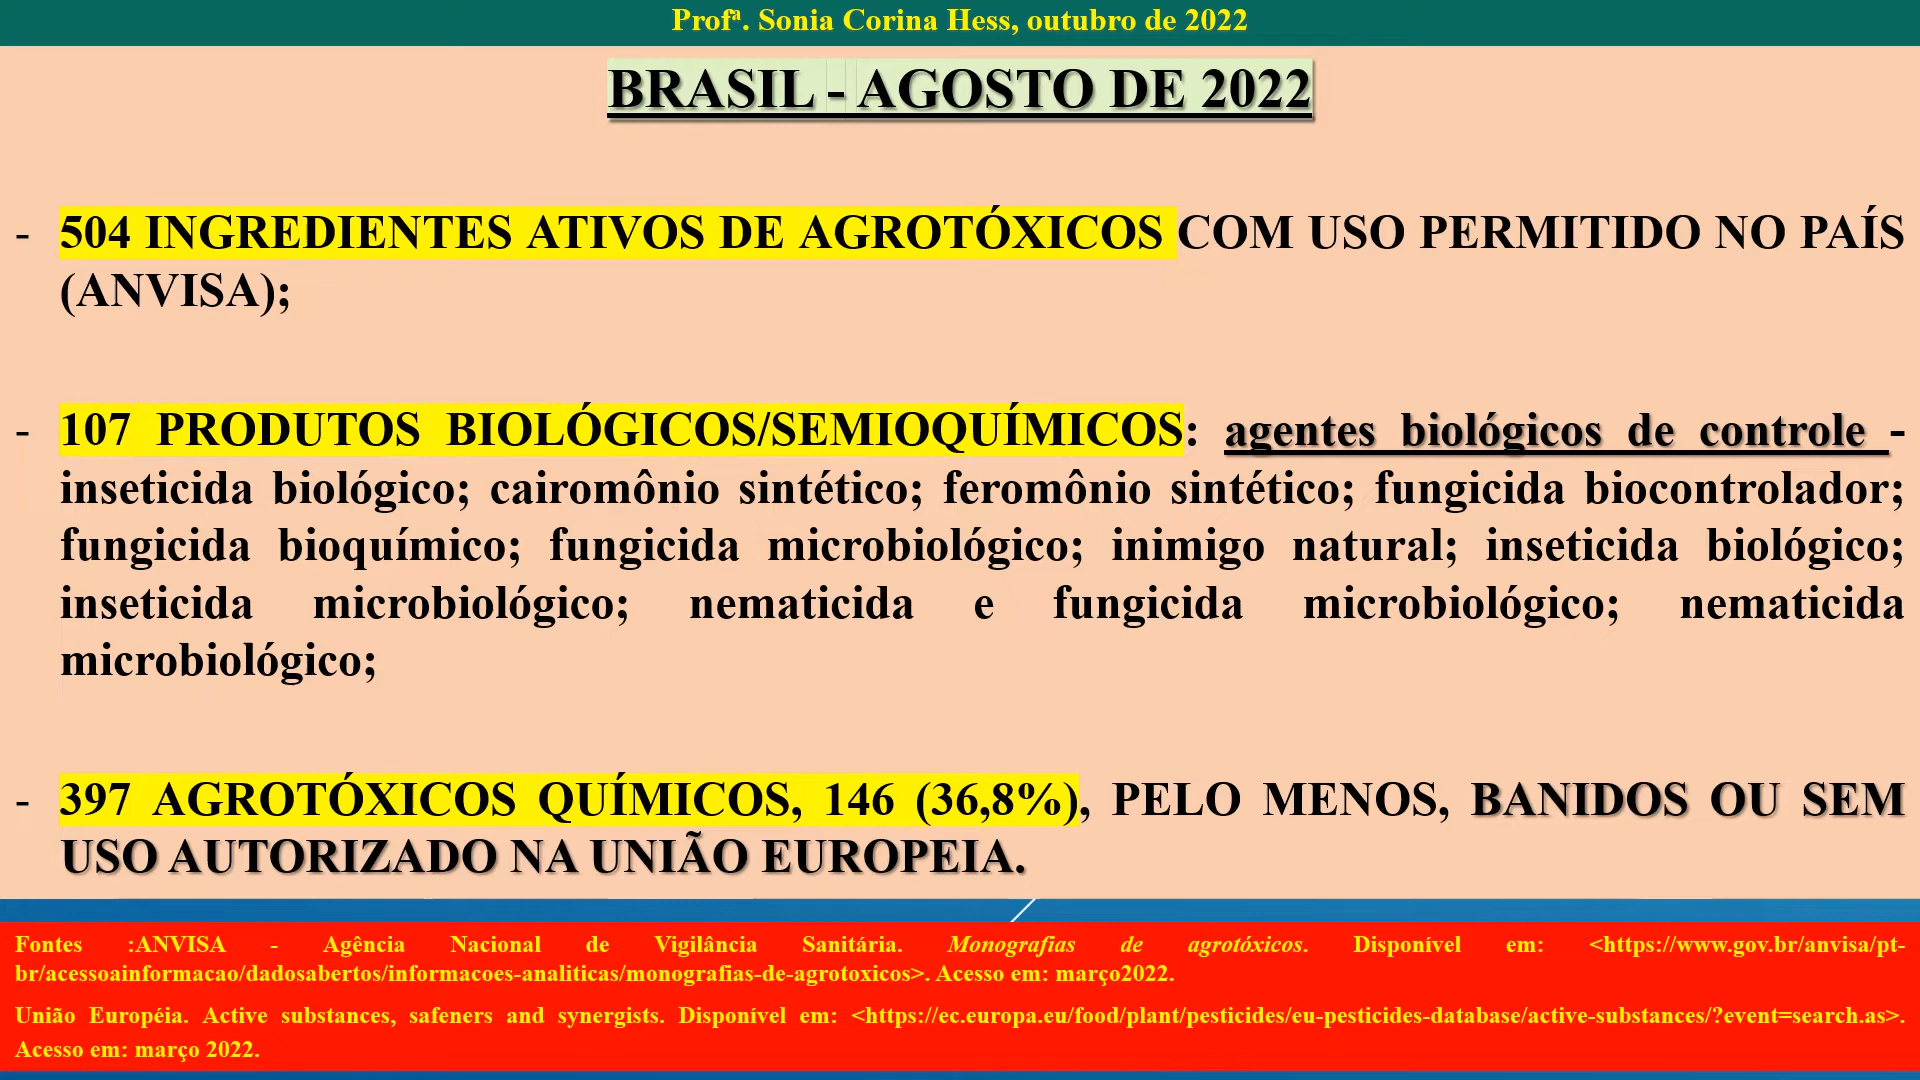 Profª. Sonia Corina Hess, outubro de 2022
BRASIL - AGOSTO DE 2022
- 504 INGREDIENTES ATIVOS DE AGROTÓXICOS COM USO PERMITIDO NO PAÍS
(ANVISA);
- 107 PRODUTOS BIOLÓGICOS/SEMIOQUÍMICOS: agentes biológicos de controle -
inseticida biológico; cairomônio sintético; feromônio sintético; fungicida biocontrolador;
fungicida bioquímico; fungicida microbiológico; inimigo natural; inseticida biológico;
inseticida microbiológico; nematicida e fungicida microbiológico; nematicida
microbiológico;
- 397 AGROTÓXICOS QUÍMICOS, 146 (36,8%), PELO MENOS, BANIDOS OU SEM
USO AUTORIZADO NA UNIÃO EUROPEIA.
Fontes :ANVISA - Agência Nacional de Vigilância Sanitária. Monografias de agrotóxicos. Disponível em: <https://www.gov.br/anvisa/pt-
br/acessoainformacao/dadosabertos/informacoes-analiticas/monografias-de-agrotoxicos>. Acesso em: março2022.
União Européia. Active substances, safeners and synergists. Disponível em: <https://ec.europa.eu/food/plant/pesticides/eu-pesticides-database/active-substances/?event=search.as>.
Acesso em: março 2022.